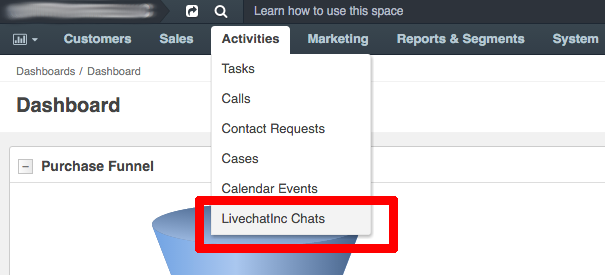 Learn how to use this space
Customers Sales Activities Marketing Reports & Segments System
Dashboards / Dashboard
Dashboard
Purchase Funnel
Tasks
Calls
Contact Requests
Cases
Calendar Events
LivechatInc Chats